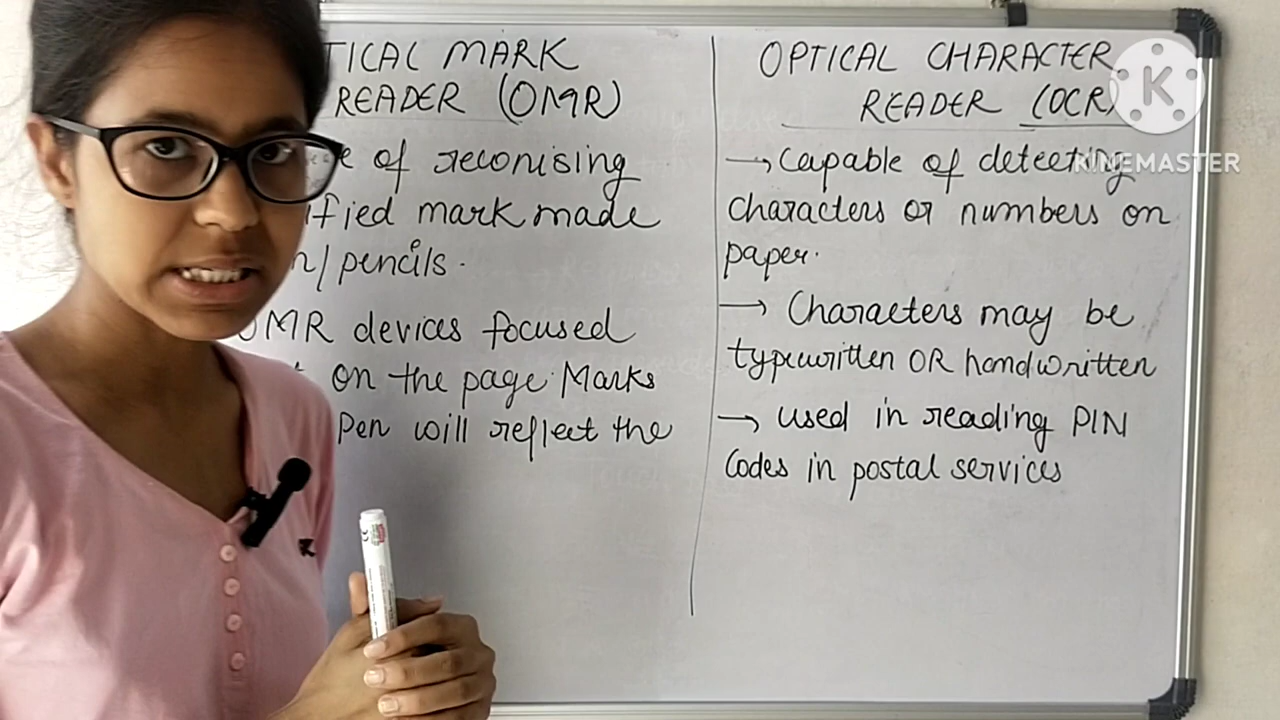 TICAL MARK
READER (OMR)
e of reconising
ified mark made
n/pencils.
OMR devices focused
on the page Marks
Pen will reflect the
OPTICAL CHARACTER
READER (OCR)
→ Capable of detecting
characters or numbers on
paper.
→ Characters may be
typewritten OR handwritten
→ used in reading PIN
Codes in postal services
K
KINEMASTER